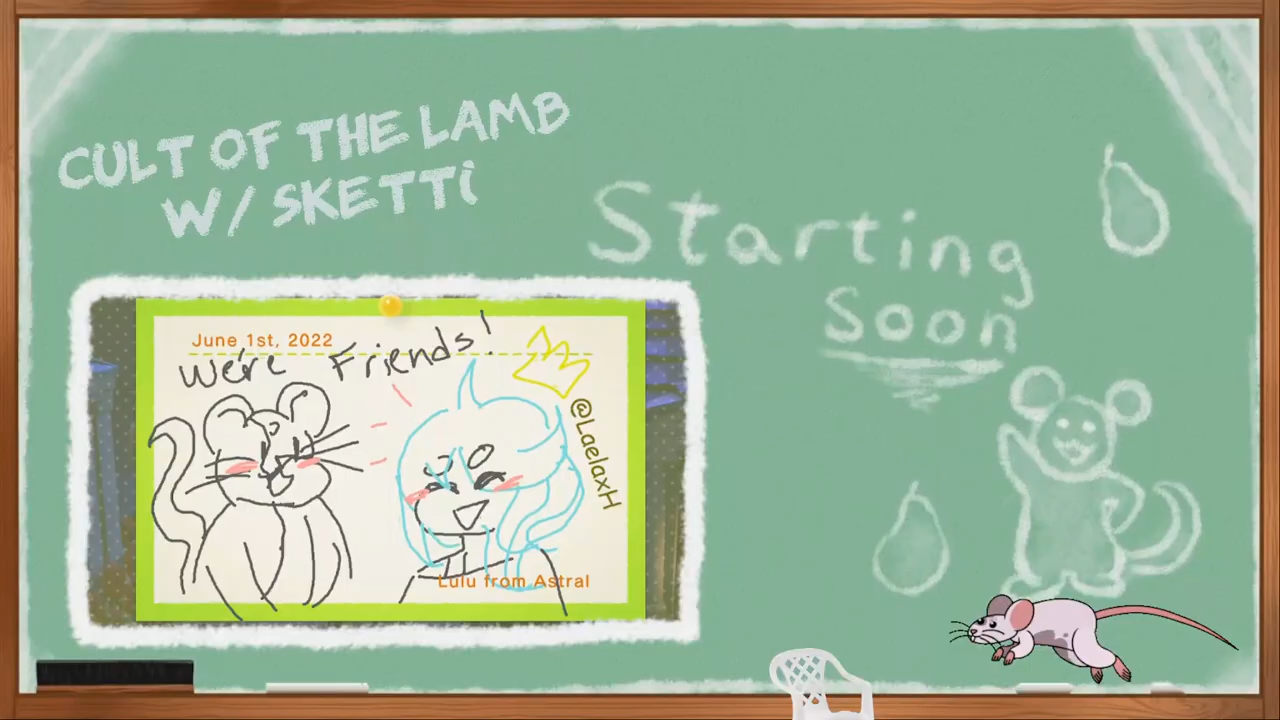 CULT OF THE LAMB
W/ SKETTi
Starting
Soon
June 1st, 2022
We're Friends!
@LaelaxH
Lulu from Astral